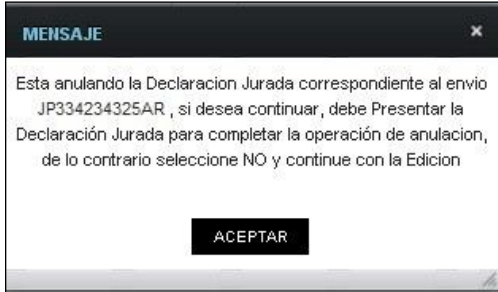 MENSAJE ×
Esta anulando la Declaracion Jurada correspondiente al envio
JP334234325AR , si desea continuar, debe Presentar la
Declaración Jurada para completar la operación de anulacion,
de lo contrario seleccione NO y continue con la Edicion
ACEPTAR